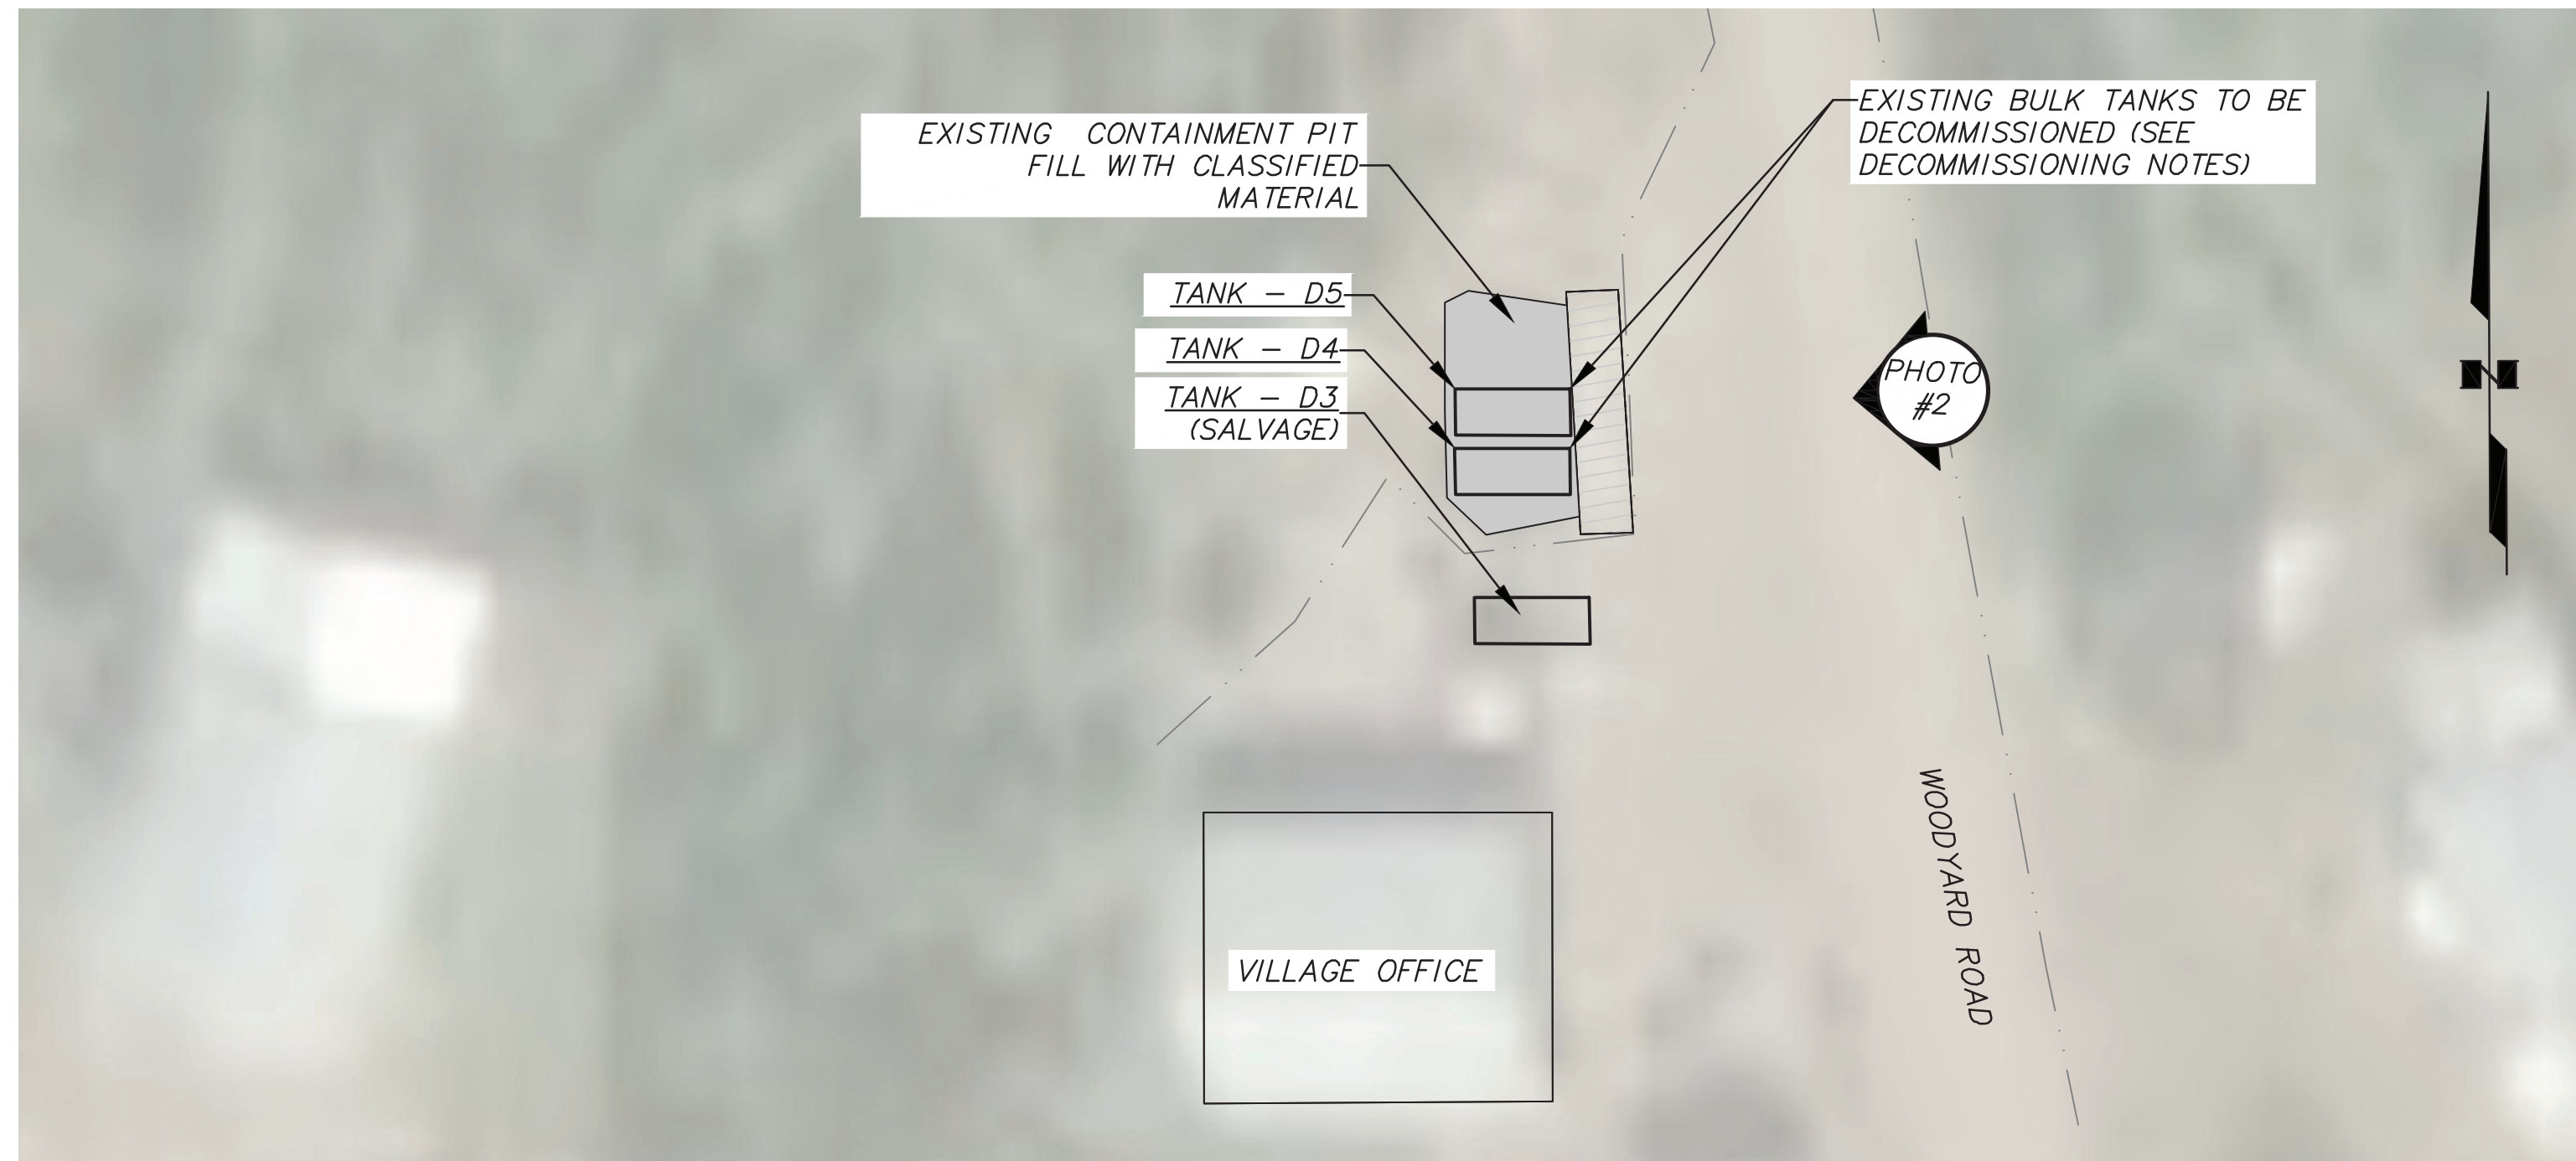 EXISTING CONTAINMENT PIT
FILL WITH CLASSIFIED
MATERIAL
EXISTING BULK TANKS TO BE
DECOMMISSIONED (SEE
DECOMMISSIONING NOTES)
TANK - D5
TANK - D4
TANK - D3
(SALVAGE)
PHOTO
#2
N
WOODYARD ROAD
VILLAGE OFFICE